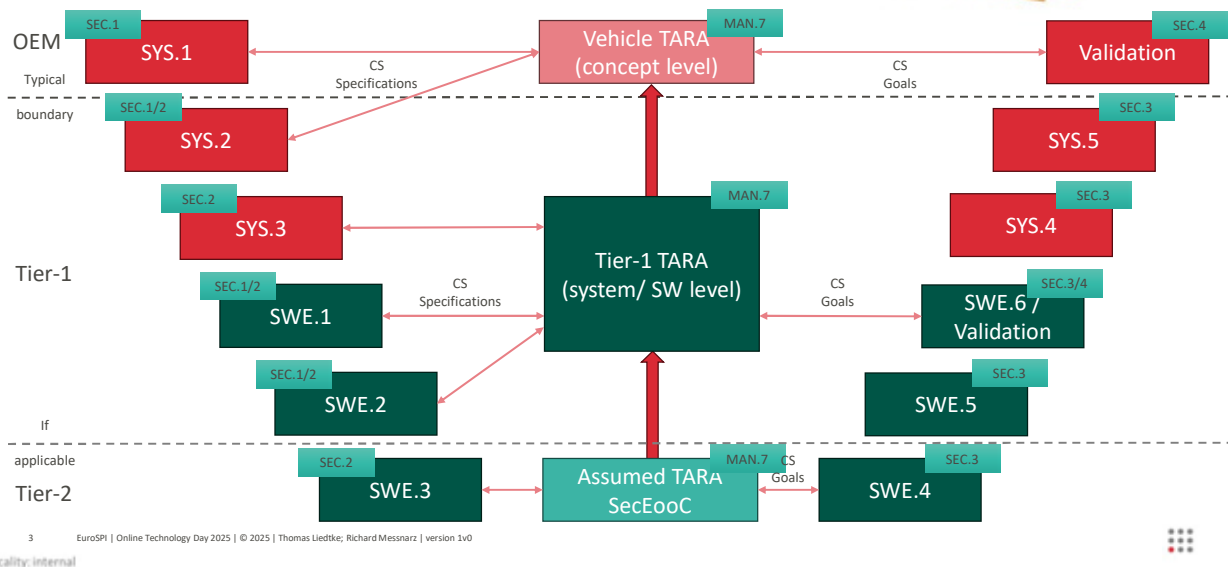 SEC.1
MAN.7
SEC.4
OEM
SYS.1
Vehicle TARA
(concept level)
Validation
Typical
CS
Specifications
CS
Goals
boundary
SEC.1/2
SEC.3
SYS.2
SYS.5
SEC.2
MAN.7
SEC.3
SYS.3
SYS.4
Tier-1
Tier-1 TARA
(system/ SW level)
SEC.1/2
CS
Specifications
CS
Goals
SEC.3/4
SWE.1
SWE.6 /
Validation
SEC.1/2
SEC.3
SWE.2
SWE.5
If
applicable
SEC.2
MAN.7
CS
Goals
SEC.3
Tier-2
SWE.3
Assumed TARA
SecEooC
SWE.4
3 EuroSPI | Online Technology Day 2025 | © 2025 | Thomas Liedtke; Richard Messnarz | version 1v0
cality: internal